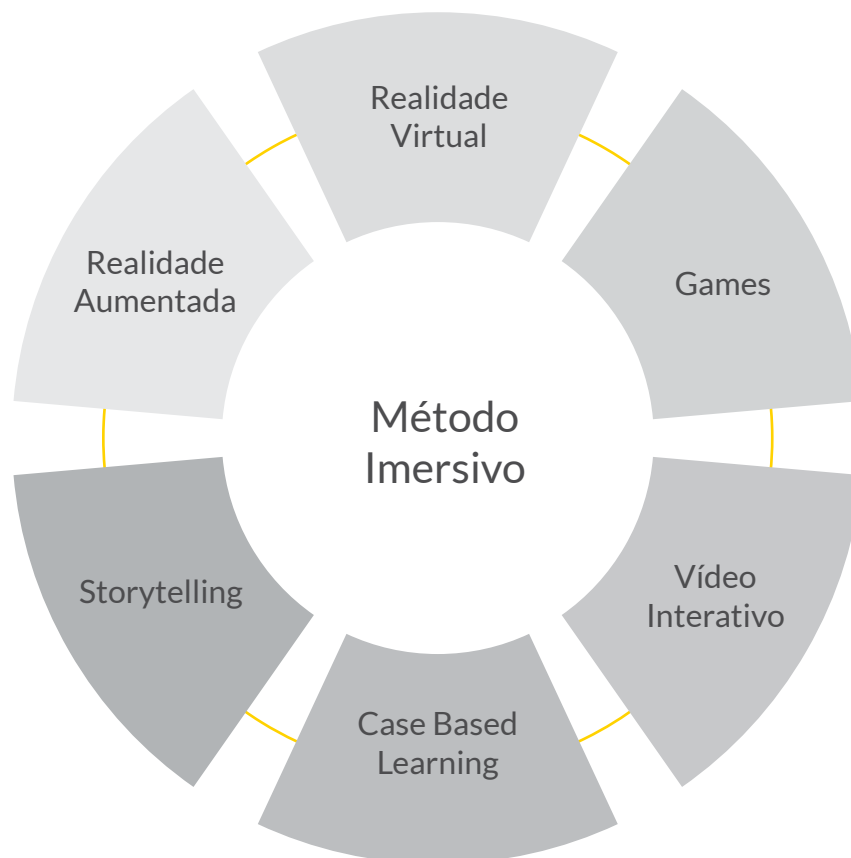 Realidade
Virtual
Realidade
Aumentada
Games
Método
Imersivo
Storytelling
Vídeo
Interativo
Case Based
Learning